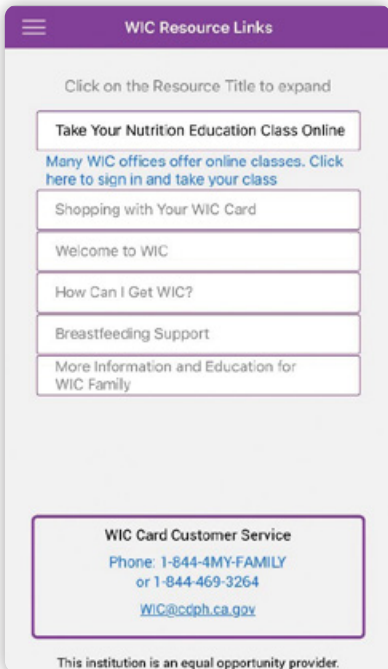 WIC Resource Links
Click on the Resource Title to expand
Take Your Nutrition Education Class Online
Many WIC offices offer online classes. Click
here to sign in and take your class
Shopping with Your WIC Card
Welcome to WIC
How Can I Get WIC?
Breastfeeding Support
More Information and Education for
WIC Family
WIC Card Customer Service
Phone: 1-844-4MY-FAMILY
or 1-844-469-3264
WIC@cdph.ca.gov
This institution is an equal opportunity provider.